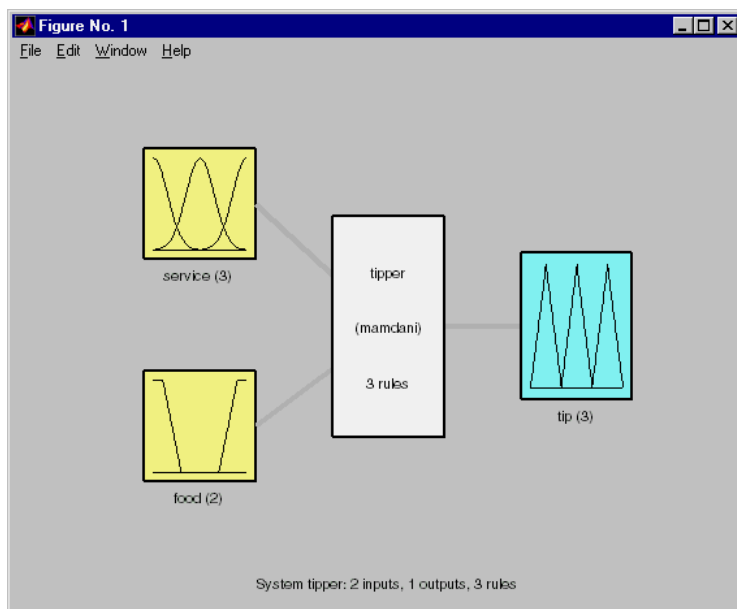 Figure No. 1
File Edit Window Help
service (3)
tipper
(mamdani)
3 rules
tip (3)
food (2)
System tipper: 2 inputs, 1 outputs, 3 rules